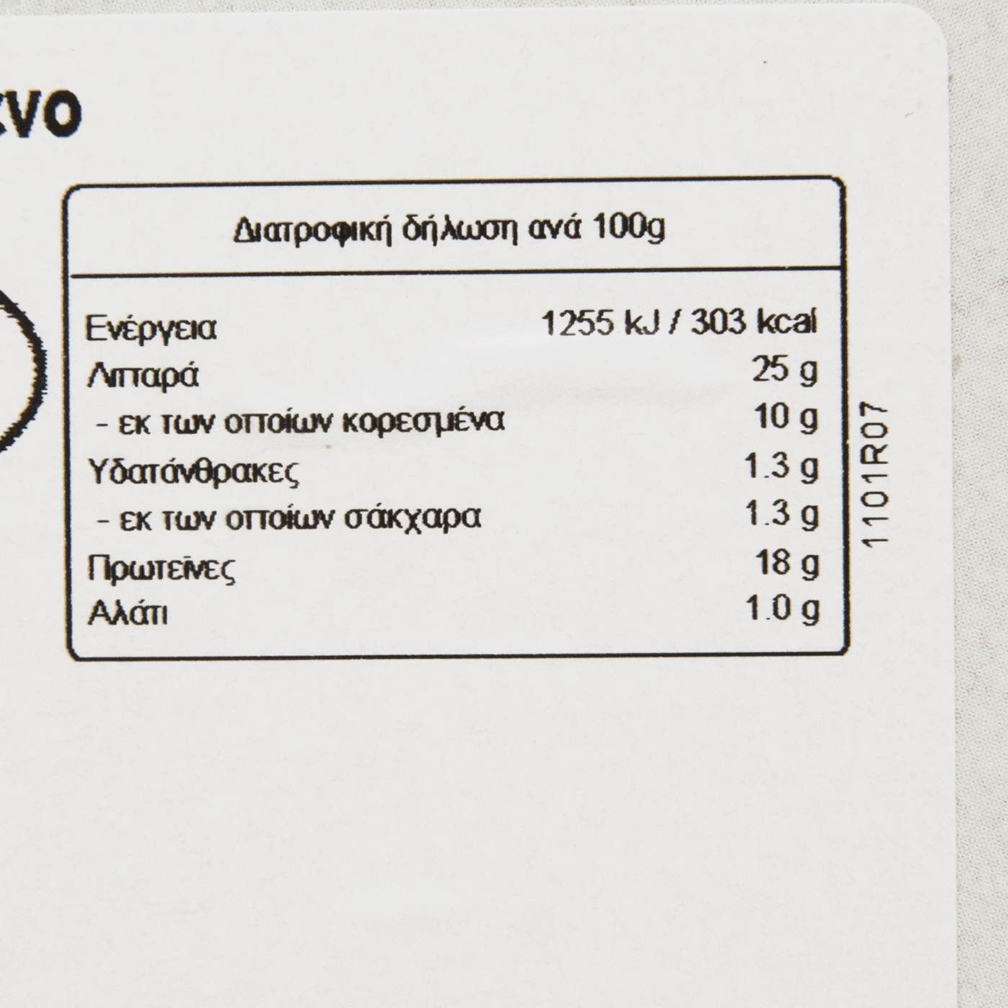 Διατροφική δήλωση ανά 100g
Ενέργεια 1255 kJ / 303 kcal
Λιπαρά 25 g
- εκ των οποίων κορεσμένα 10 g
Υδατάνθρακες 1.3 g
- εκ των οποίων σάκχαρα 1.3 g
Πρωτεΐνες 18 g
Αλάτι 1.0 g
1101R07